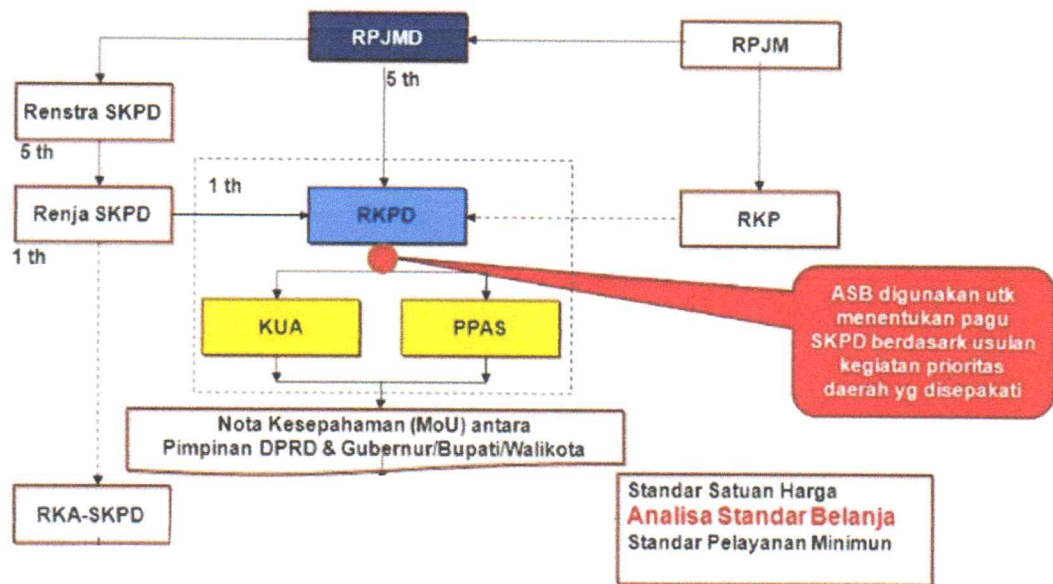 RPJMD
RPJM
5 th
Renstra SKPD
5 th
1 th
Renja SKPD
RKPD
RKP
1 th
ASB digunakan utk
menentukan pagu
SKPD berdasark usulan
kegiatan prioritas
daerah yg disepakati
KUA
PPAS
Nota Kesepahaman (MoU) antara
Pimpinan DPRD & Gubernur/Bupati/Walikota
RKA-SKPD
Standar Satuan Harga
Analisa Standar Belanja
Standar Pelayanan Minimun